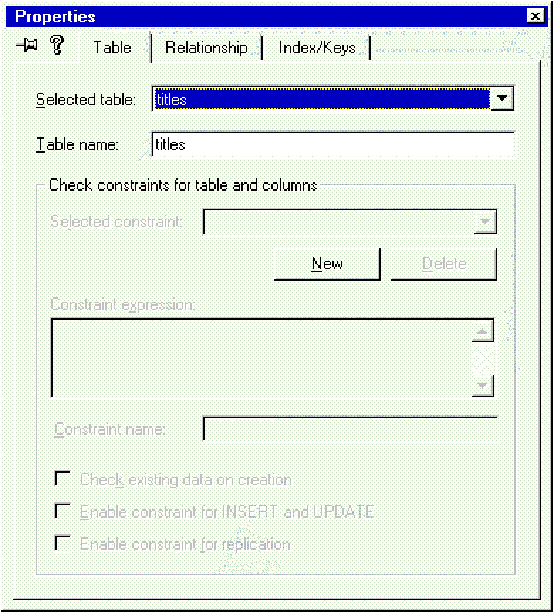 Properties
Table Relationship Index/Keys
Selected table: titles
Table name: titles
Check constraints for table and columns
Selected constraint:
New Delete
Constraint expression:
Constraint name:
Check existing data on creation
Enable constraint for INSERT and UPDATE
Enable constraint for replication